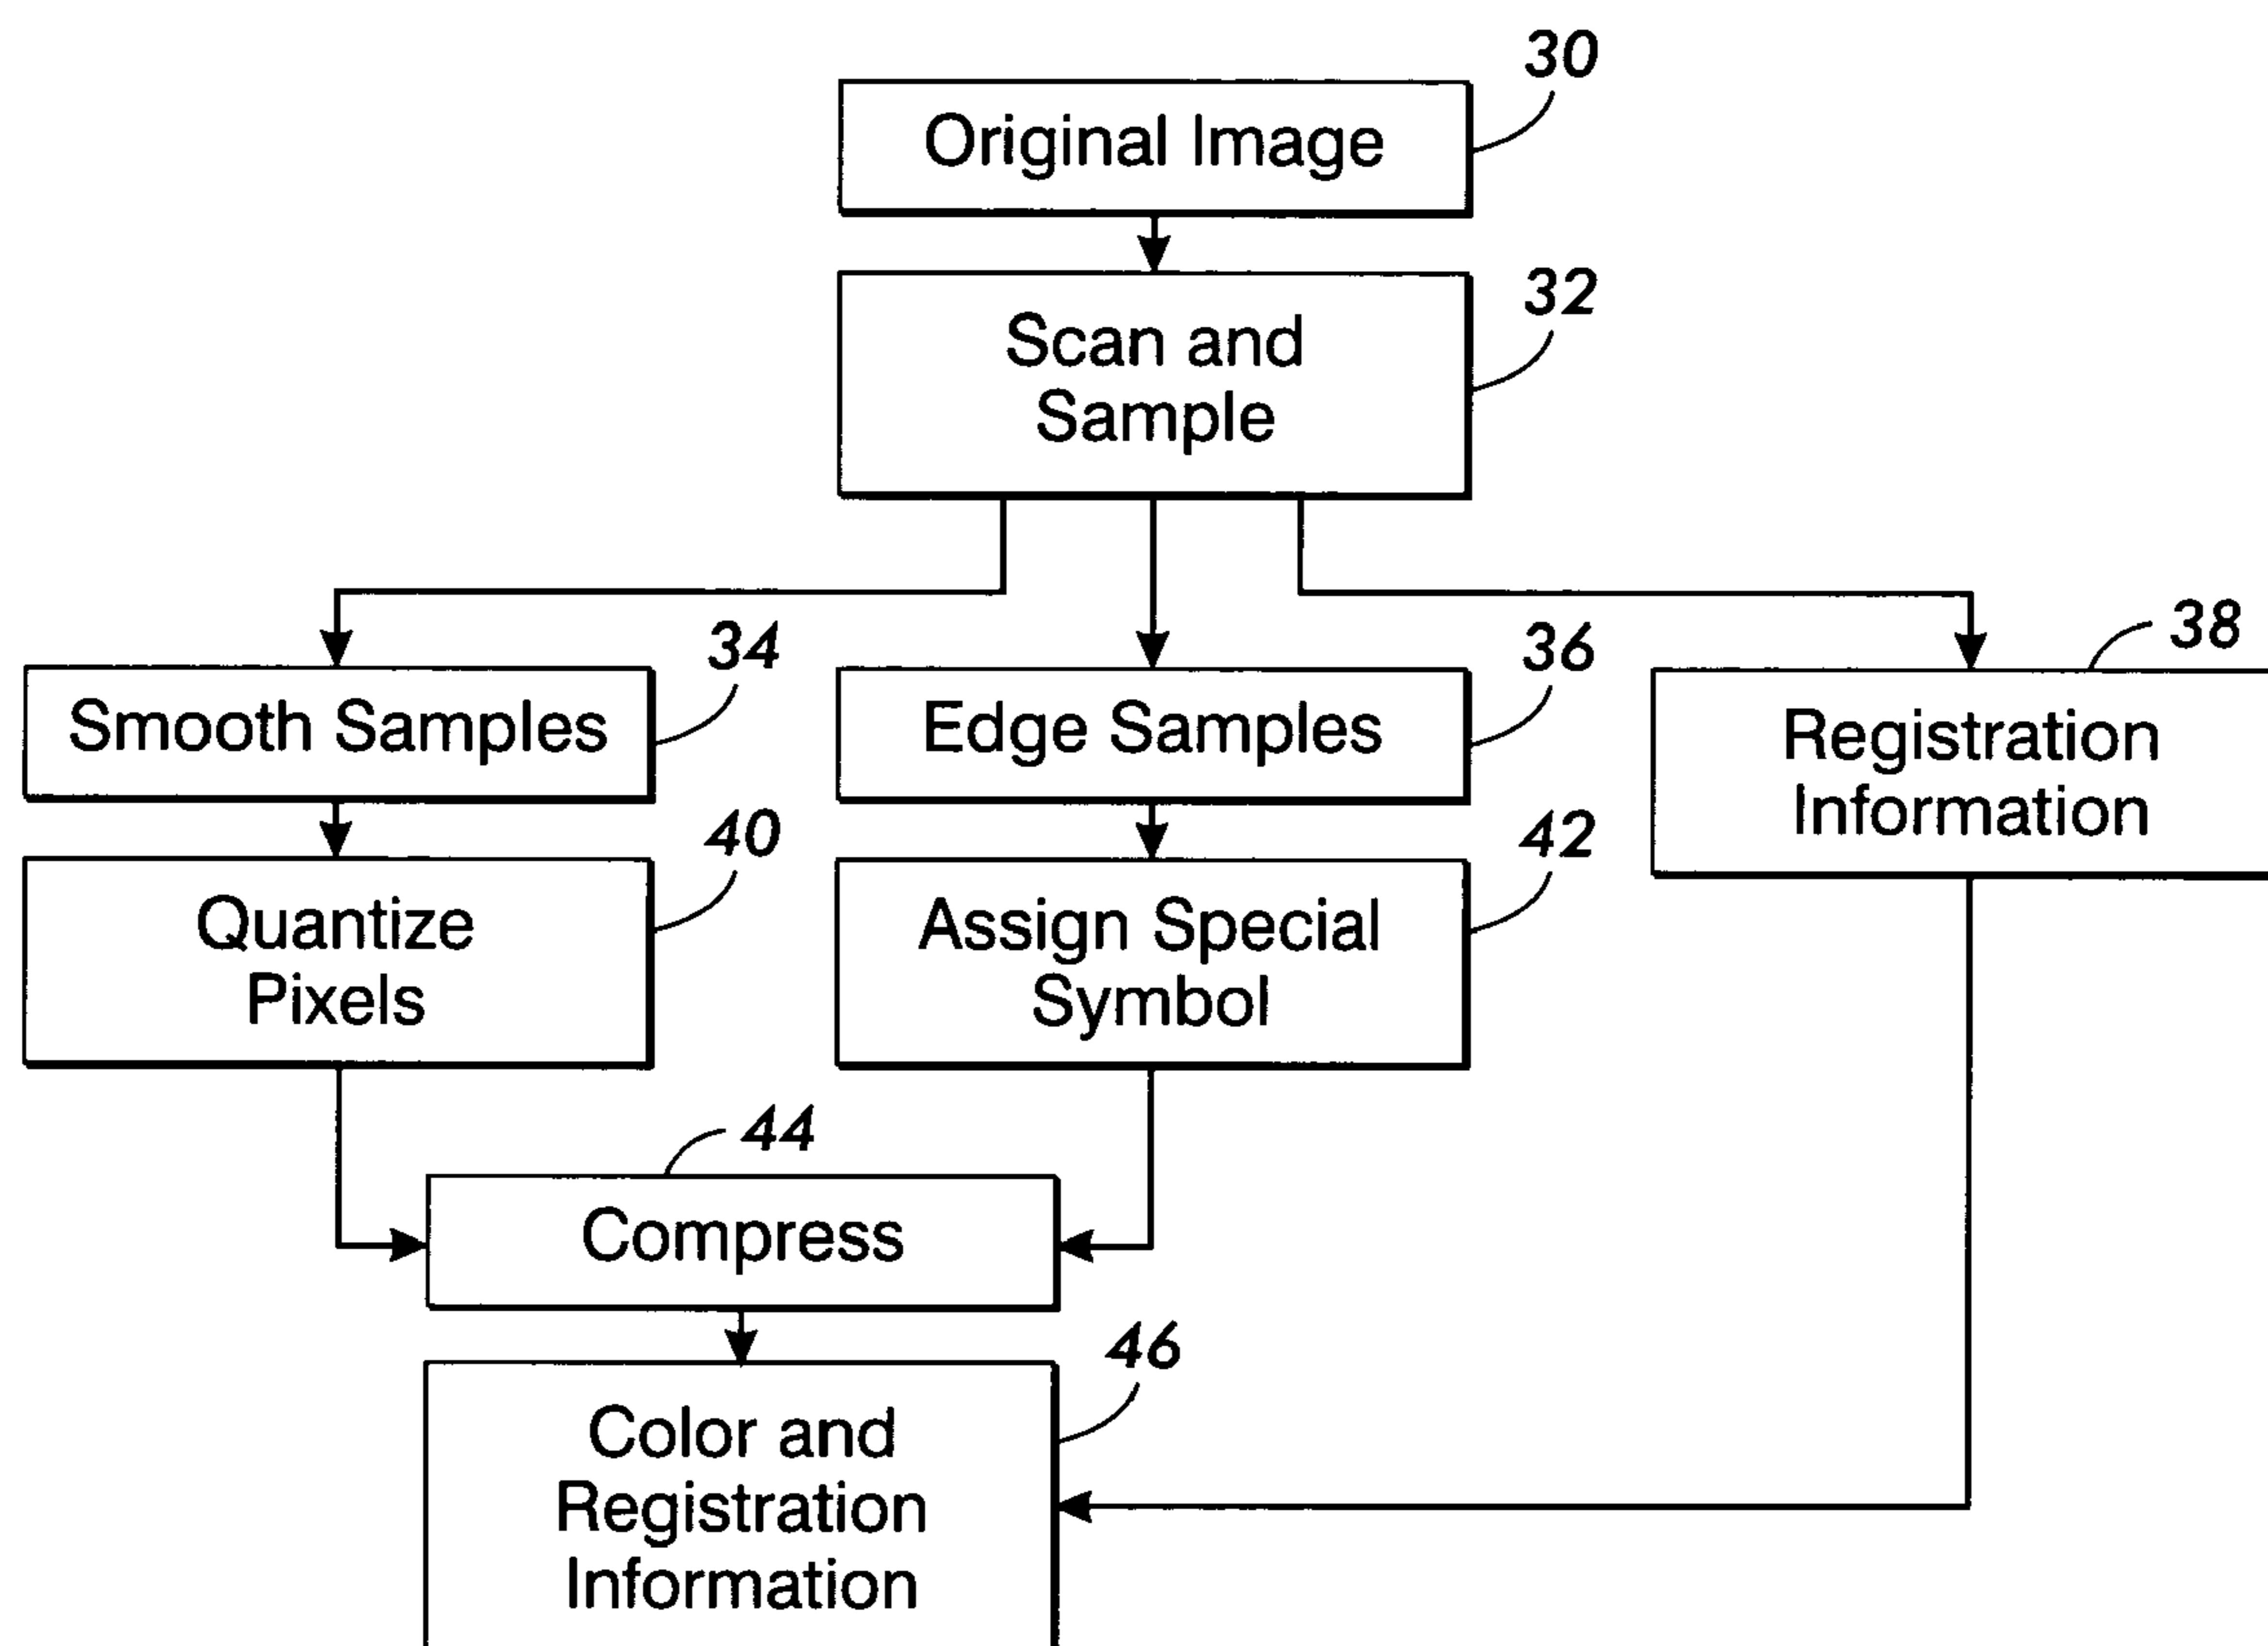 30
Original Image
32
Scan and
Sample
34
Smooth Samples
36
Edge Samples
38
Registration
Information
40
Quantize
Pixels
42
Assign Special
Symbol
44
Compress
46
Color and
Registration
Information